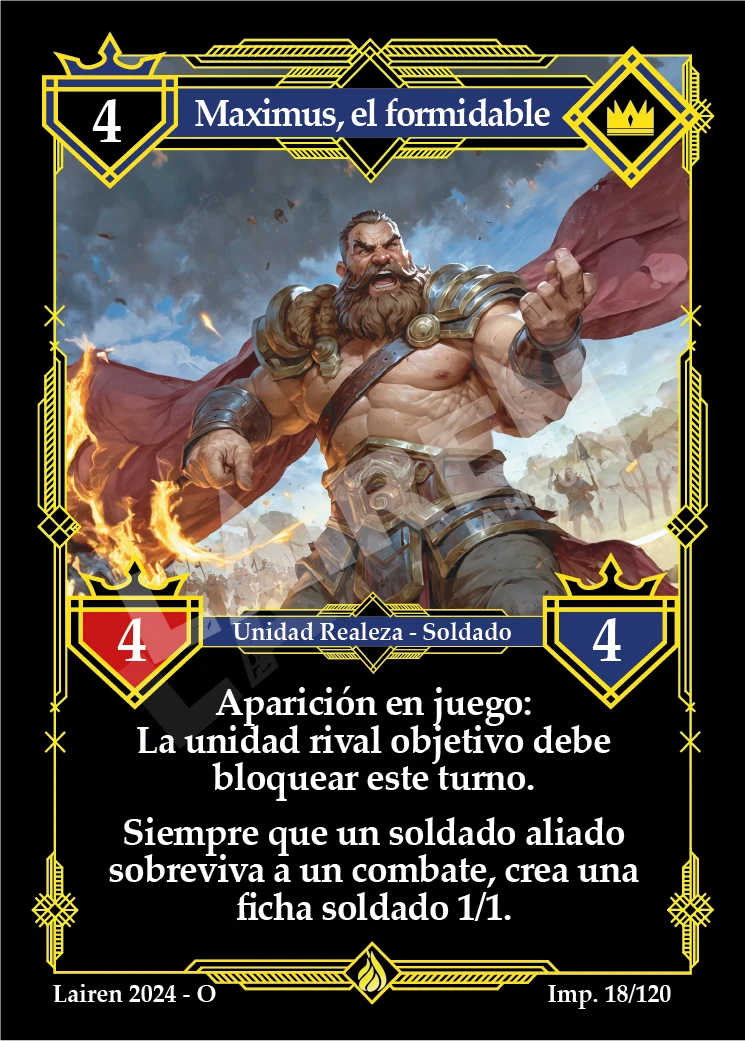 4
Maximus, el formidable
4
Unidad Realeza - Soldado
4
Aparición en juego:
La unidad rival objetivo debe
bloquear este turno.
Siempre que un soldado aliado
sobreviva a un combate, crea una
ficha soldado 1/1.
Lairen 2024 - O
Imp. 18/120
LAIREN